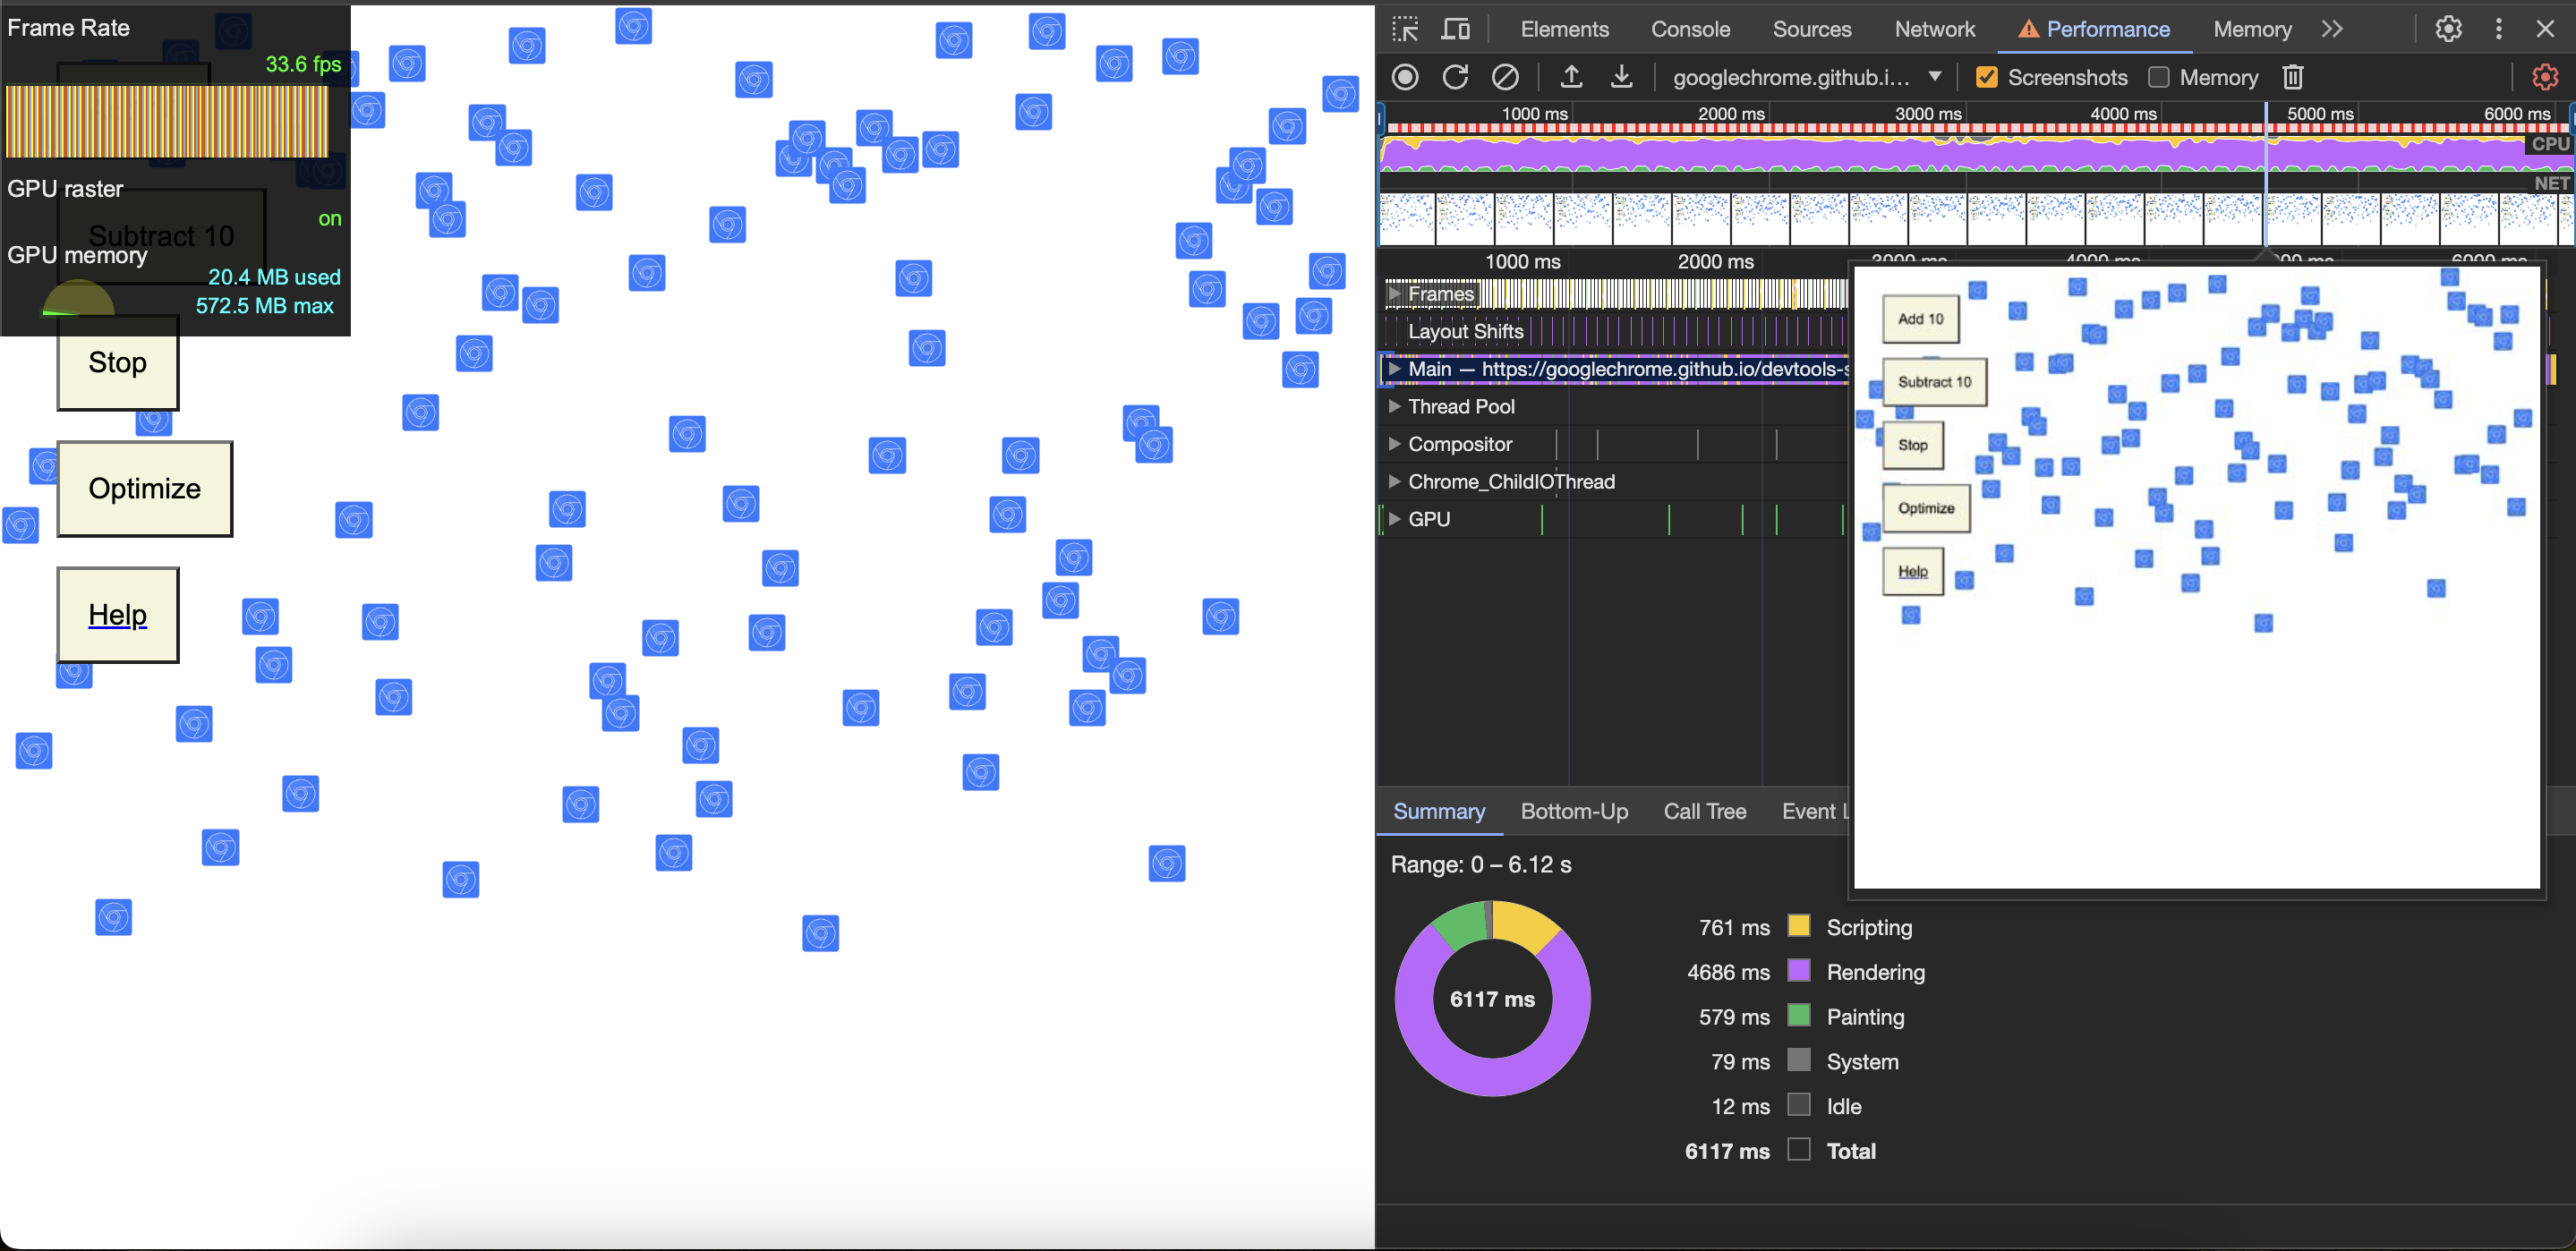 Frame Rate
33.6 fps
GPU raster
on
Subtract 10
GPU memory
20.4 MB used
572.5 MB max
Stop
Optimize
Help
Elements
Console
Sources
Network
Performance
Memory
googlechrome.github.i...
Screenshots
Memory
1000 ms
2000 ms
3000 ms
4000 ms
5000 ms
6000 ms
CPU
NET
1000 ms
2000 ms
Frames
Layout Shifts
Main — https://googlechrome.github.io/devtools-s
Thread Pool
Compositor
Chrome_ChildIOThread
GPU
Add 10
Subtract 10
Stop
Optimize
Help
Summary
Bottom-Up
Call Tree
Event L
Range: 0 – 6.12 s
6117 ms
761 ms Scripting
4686 ms Rendering
579 ms Painting
79 ms System
12 ms Idle
6117 ms Total